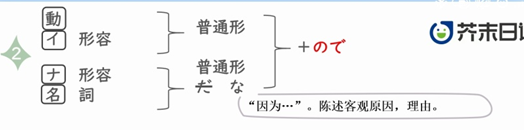 動
イ 形容
普通形
2
＋ので
ナ 形容
名 詞
普通形
だ な
“因为…”。陈述客观原因，理由。
芥末日